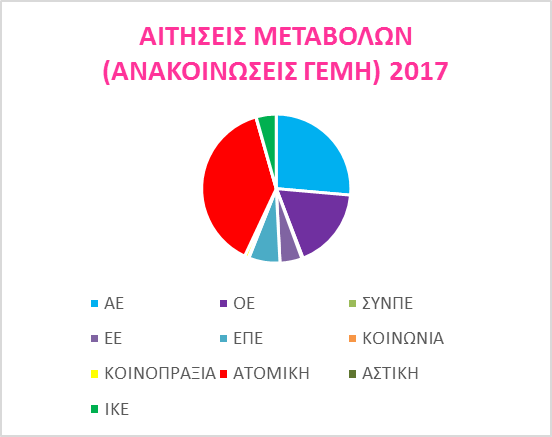 ΑΙΤΗΣΕΙΣ ΜΕΤΑΒΟΛΩΝ
(ΑΝΑΚΟΙΝΩΣΕΙΣ ΓΕΜΗ) 2017
ΑΕ ΟΕ ΣΥΝΠΕ
ΕΕ ΕΠΕ ΚΟΙΝΩΝΙΑ
ΚΟΙΝΟΠΡΑΞΙΑ ΑΤΟΜΙΚΗ ΑΣΤΙΚΗ
ΙΚΕ